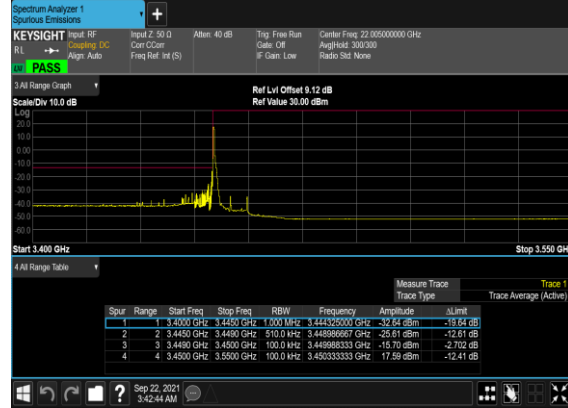 Spectrum Analyzer 1
Spurious Emissions
+
KEYSIGHT Input: RF Input Z: 50 Ω Atten: 40 dB Trig: Free Run Center Freq: 22.005000000 GHz
RL Coupling: DC Corr CCorr Gate: Off Avg|Hold: 300/300
Align: Auto Freq Ref: Int (S) IF Gain: Low Radio Std: None
PASS
3 All Range Graph
Ref Lvl Offset 9.12 dB
Scale/Div 10.0 dB Ref Value 30.00 dBm
Log
20.0
10.0
0.00
-10.0
-20.0
-30.0
-40.0
-50.0
-60.0
Start 3.400 GHz Stop 3.550 GH
4 All Range Table
Measure Trace Trace 1
Trace Type Trace Average (Active)
Spur Range Start Freq Stop Freq RBW Frequency Amplitude ΔLimit
1 1 3.4000 GHz 3.4450 GHz 1.000 MHz 3.444325000 GHz -32.64 dBm -19.64 dB
2 2 3.4450 GHz 3.4490 GHz 510.0 kHz 3.448986667 GHz -25.61 dBm -12.61 dB
3 3 3.4490 GHz 3.4500 GHz 100.0 kHz 3.449988333 GHz -15.70 dBm -2.702 dB
4 4 3.4500 GHz 3.5500 GHz 100.0 kHz 3.450333333 GHz 17.59 dBm -12.41 dB
? Sep 22, 2021
3:42:44 AM